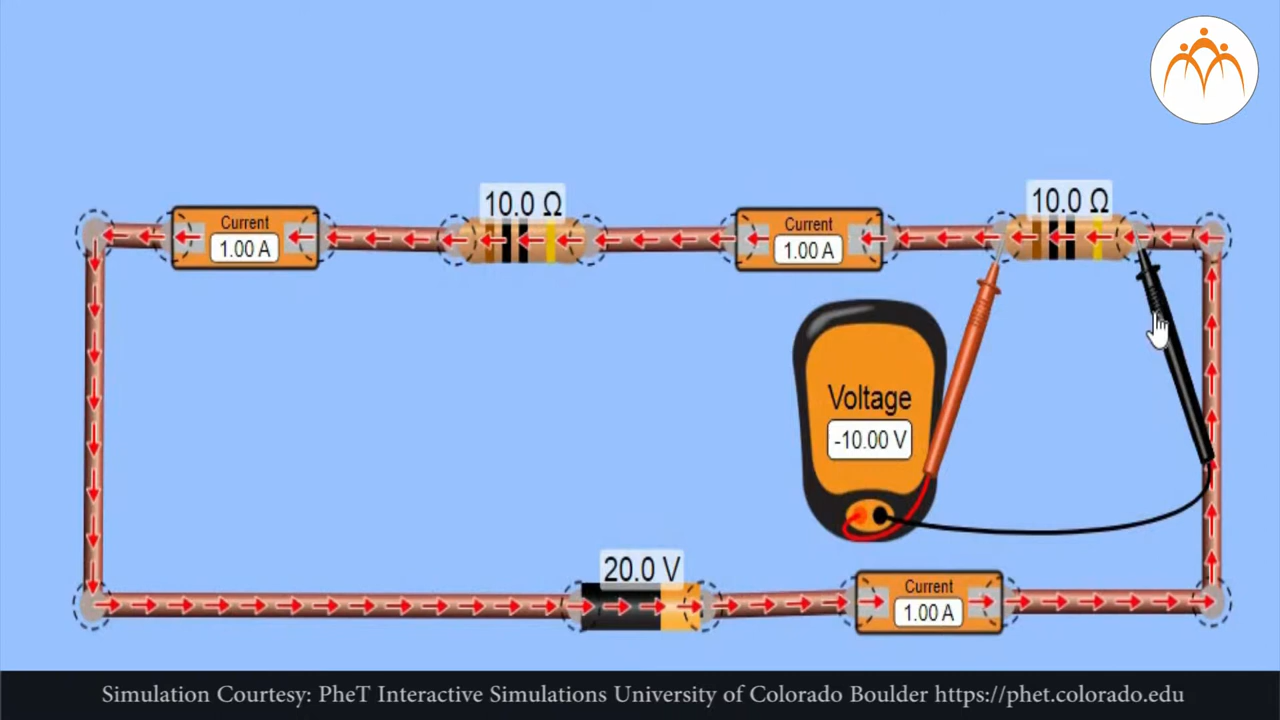 10.0 Ω
10.0 Ω
Current
1.00 A
Current
1.00 A
Voltage
-10.00 V
20.0 V
Current
1.00 A
Simulation Courtesy: PheT Interactive Simulations University of Colorado Boulder https://phet.colorado.edu